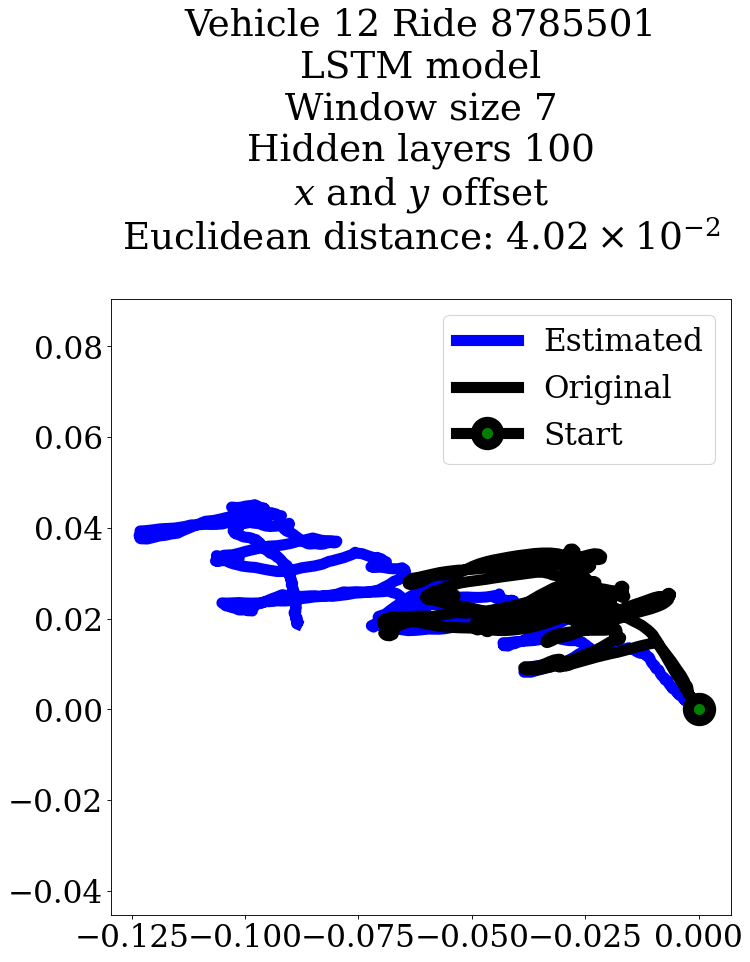 Vehicle 12 Ride 8785501
LSTM model
Window size 7
Hidden layers 100
x and y offset
Euclidean distance: 4.02 × 10⁻²
Estimated
Original
Start
0.08
0.06
0.04
0.02
0.00
−0.02
−0.04
−0.125 −0.100 −0.075 −0.050 −0.025 0.000